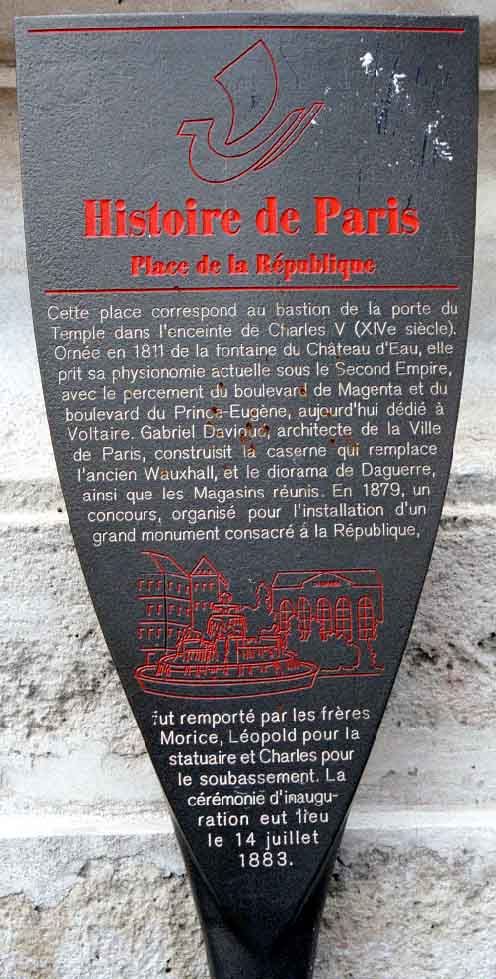 Histoire de Paris
Place de la République
Cette place correspond au bastion de la porte du
Temple dans l'enceinte de Charles V (XIVe siècle).
Ornée en 1811 de la fontaine du Château d'Eau, elle
prit sa physionomie actuelle sous le Second Empire,
avec le percement du boulevard de Magenta et du
boulevard du Prince-Eugène, aujourd'hui dédié à
Voltaire. Gabriel Davioud, architecte de la Ville
de Paris, construisit la caserne qui remplace
l'ancien Wauxhall, et le diorama de Daguerre,
ainsi que les Magasins réunis. En 1879, un
concours, organisé pour l'installation d'un
grand monument consacré à la République,
fut remporté par les frères
Morice, Léopold pour la
statuaire et Charles pour
le soubassement. La
cérémonie d'inaugu-
ration eut lieu
le 14 juillet
1883.